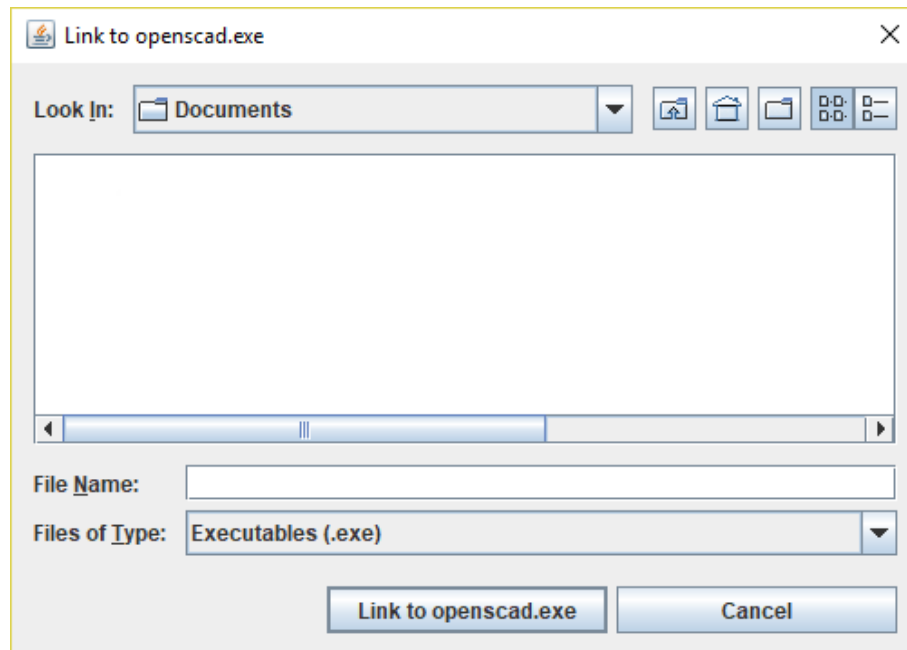 Link to openscad.exe
Look In: Documents
File Name:
Files of Type: Executables (.exe)
Link to openscad.exe Cancel